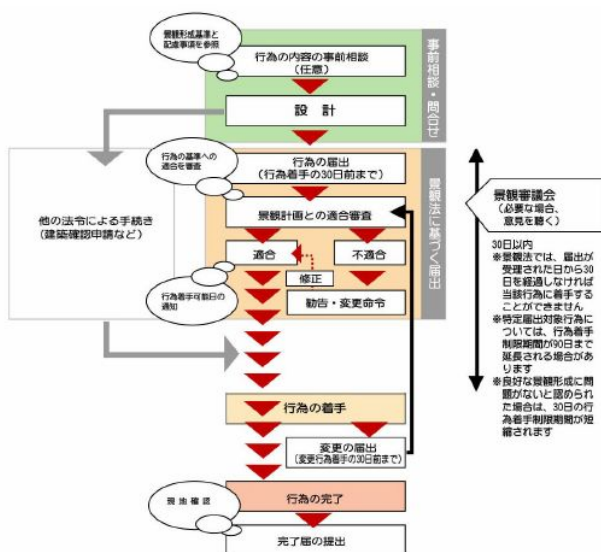 景観形成基準と
配慮事項を参照
行為の内容の事前相談
(任意)
設 計
事前相談・問合せ
行為の基準への
適合を審査
行為の届出
(行為着手の30日前まで)
景観計画との適合審査
適合
不適合
修正
勧告・変更命令
行為着手可能日の
通知
景観法に基づく届出
他の法令による手続き
(建築確認申請など)
景観審議会
(必要な場合、
意見を聴く)
30日以内
※景観法では、届出が
受理された日から30
日を経過しなければ
当該行為に着手する
ことができません
※特定届出対象行為に
ついては、行為着手
制限期間が90日まで
延長される場合があ
ります
※良好な景観形成に問
題がないと認められ
た場合は、30日の行
為着手制限期間が短
縮されます
行為の着手
変更の届出
(変更行為着手の30日前まで)
現地確認
行為の完了
完了届の提出